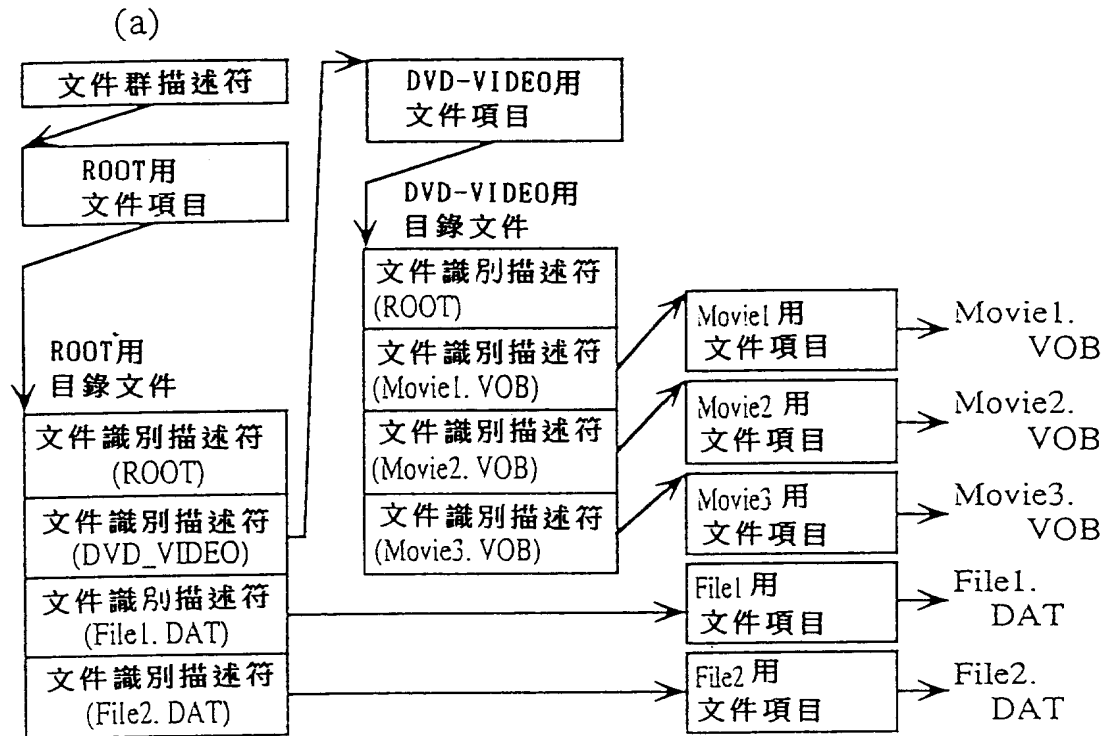 (a)
文件群描述符
ROOT用
文件項目
ROOT用
目錄文件
文件識別描述符
(ROOT)
文件識別描述符
(DVD_VIDEO)
文件識別描述符
(File1. DAT)
文件識別描述符
(File2. DAT)
DVD-VIDEO用
文件項目
DVD-VIDEO用
目錄文件
文件識別描述符
(ROOT)
文件識別描述符
(Movie1. VOB)
文件識別描述符
(Movie2. VOB)
文件識別描述符
(Movie3. VOB)
Movie1 用
文件項目
Movie2 用
文件項目
Movie3 用
文件項目
File1 用
文件項目
File2 用
文件項目
Movie1.
VOB
Movie2.
VOB
Movie3.
VOB
File1.
DAT
File2.
DAT